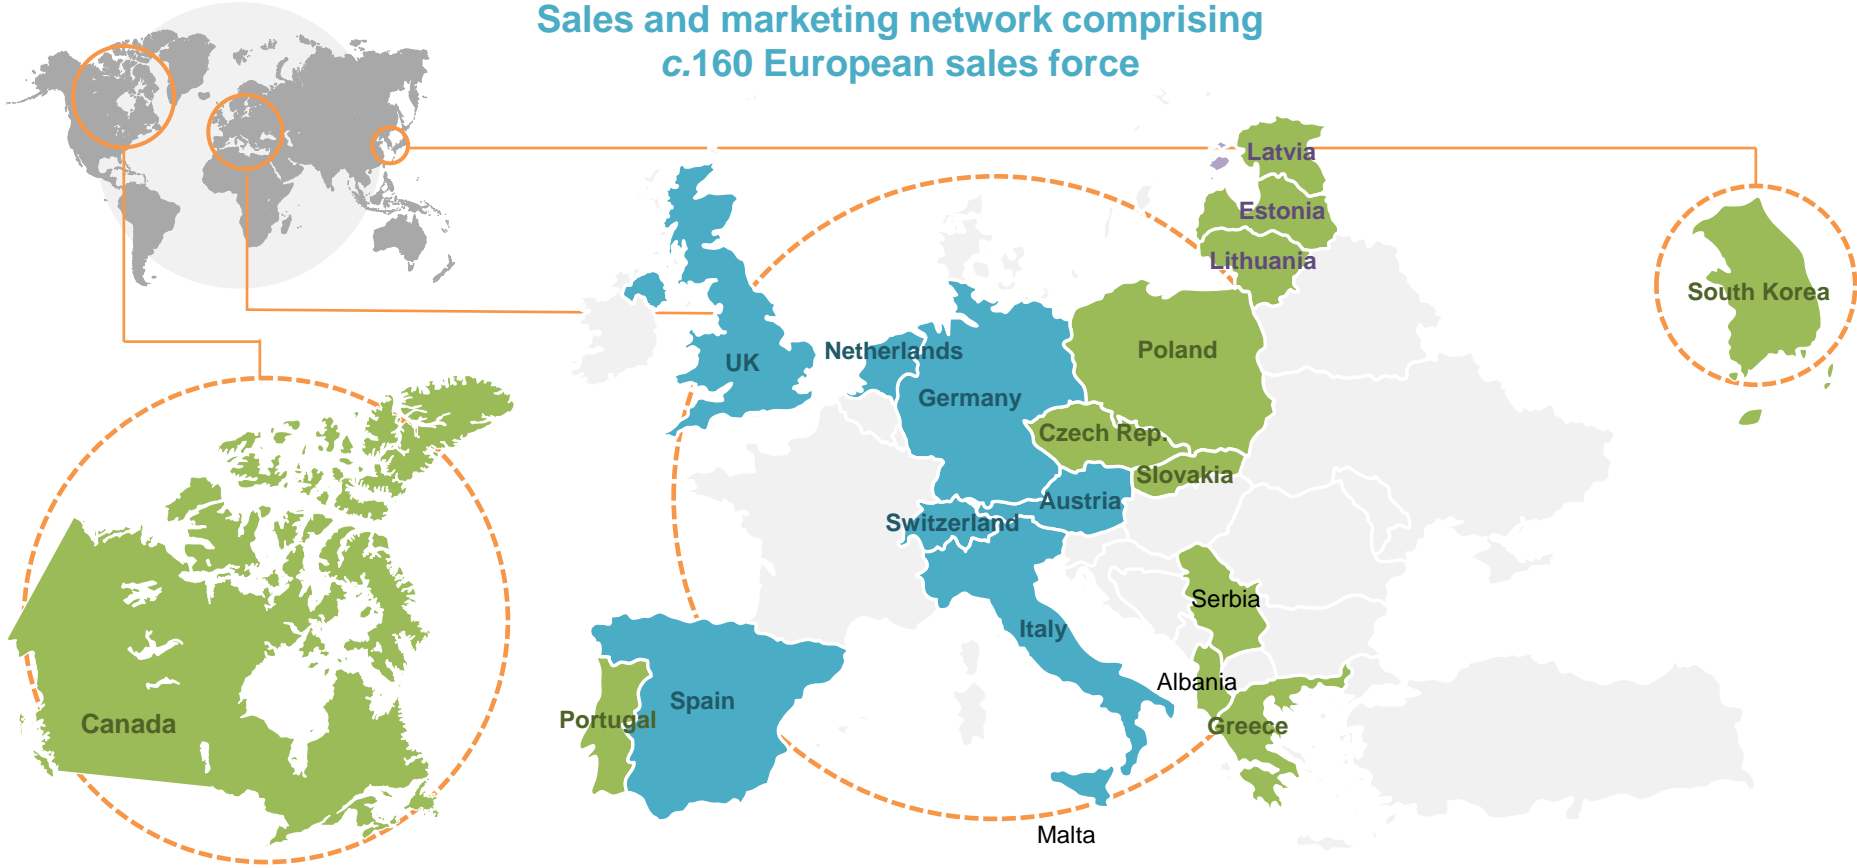 Sales and marketing network comprising
c.160 European sales force
Latvia
Estonia
Lithuania
South Korea
UK
Netherlands
Poland
Germany
Czech Rep.
Slovakia
Austria
Switzerland
Serbia
Italy
Albania
Spain
Portugal
Canada
Greece
Malta